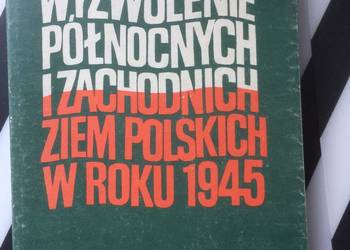 WYZWOLENIE
PÓŁNOCNYCH
I ZACHODNICH
ZIEM POLSKICH
W ROKU 1945